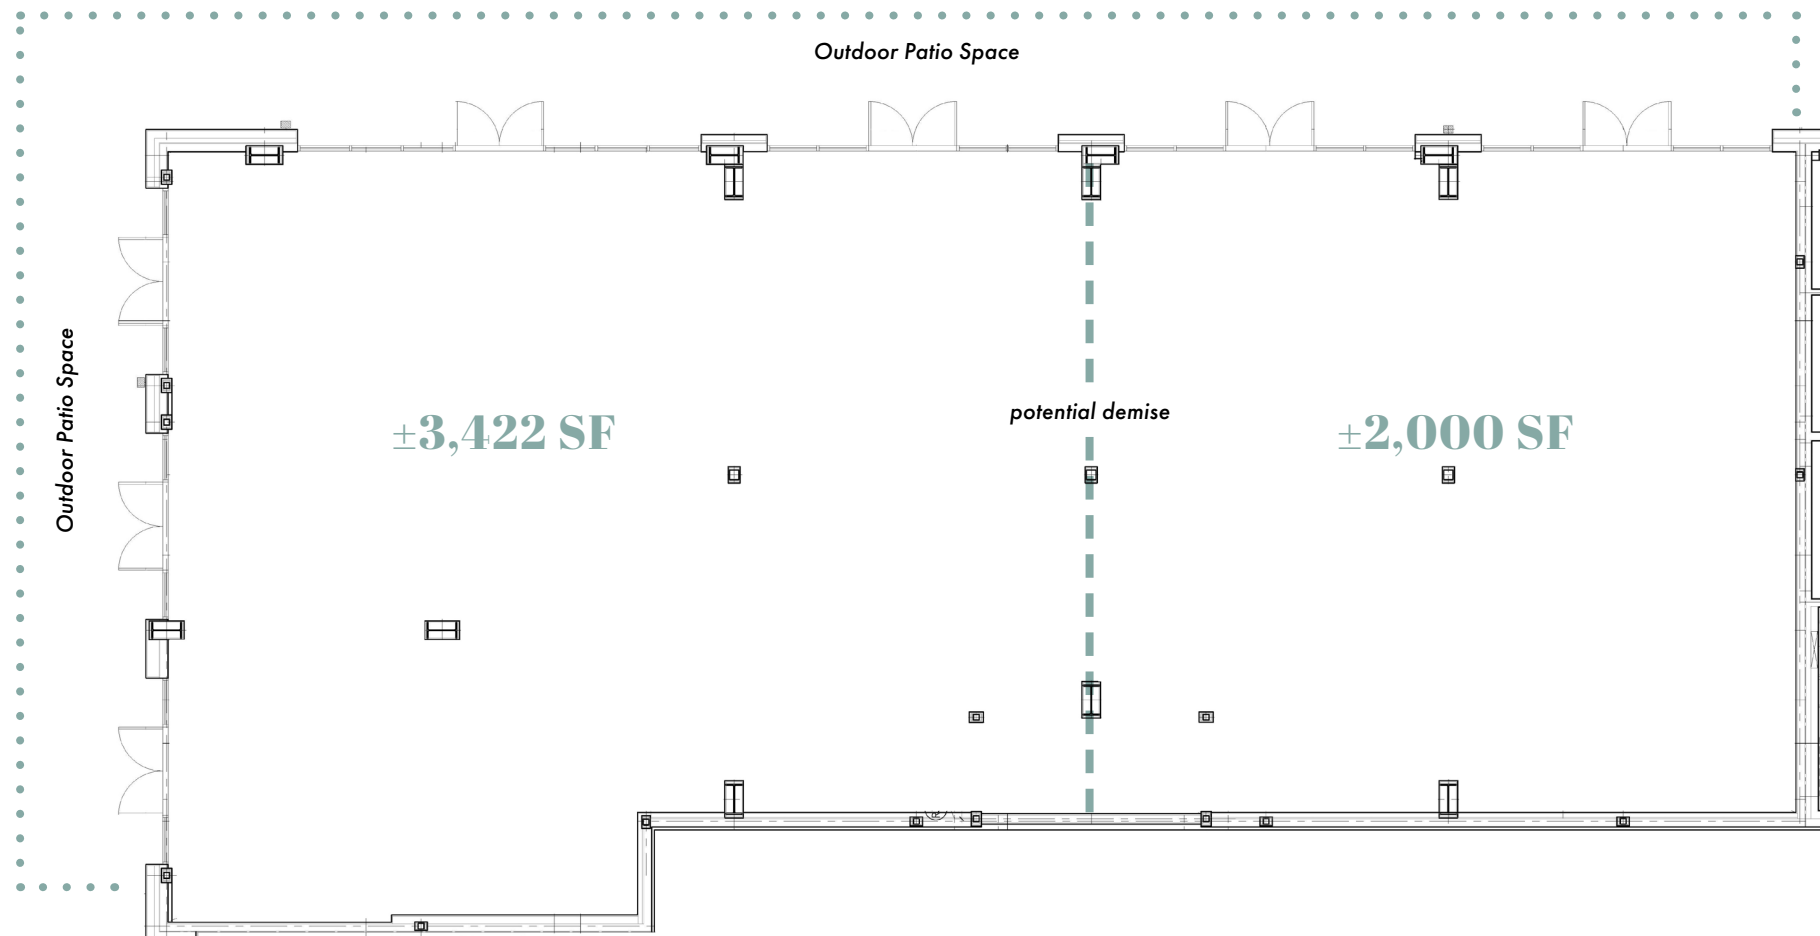 Outdoor Patio Space
Outdoor Patio Space
potential demise
±3,422 SF
±2,000 SF